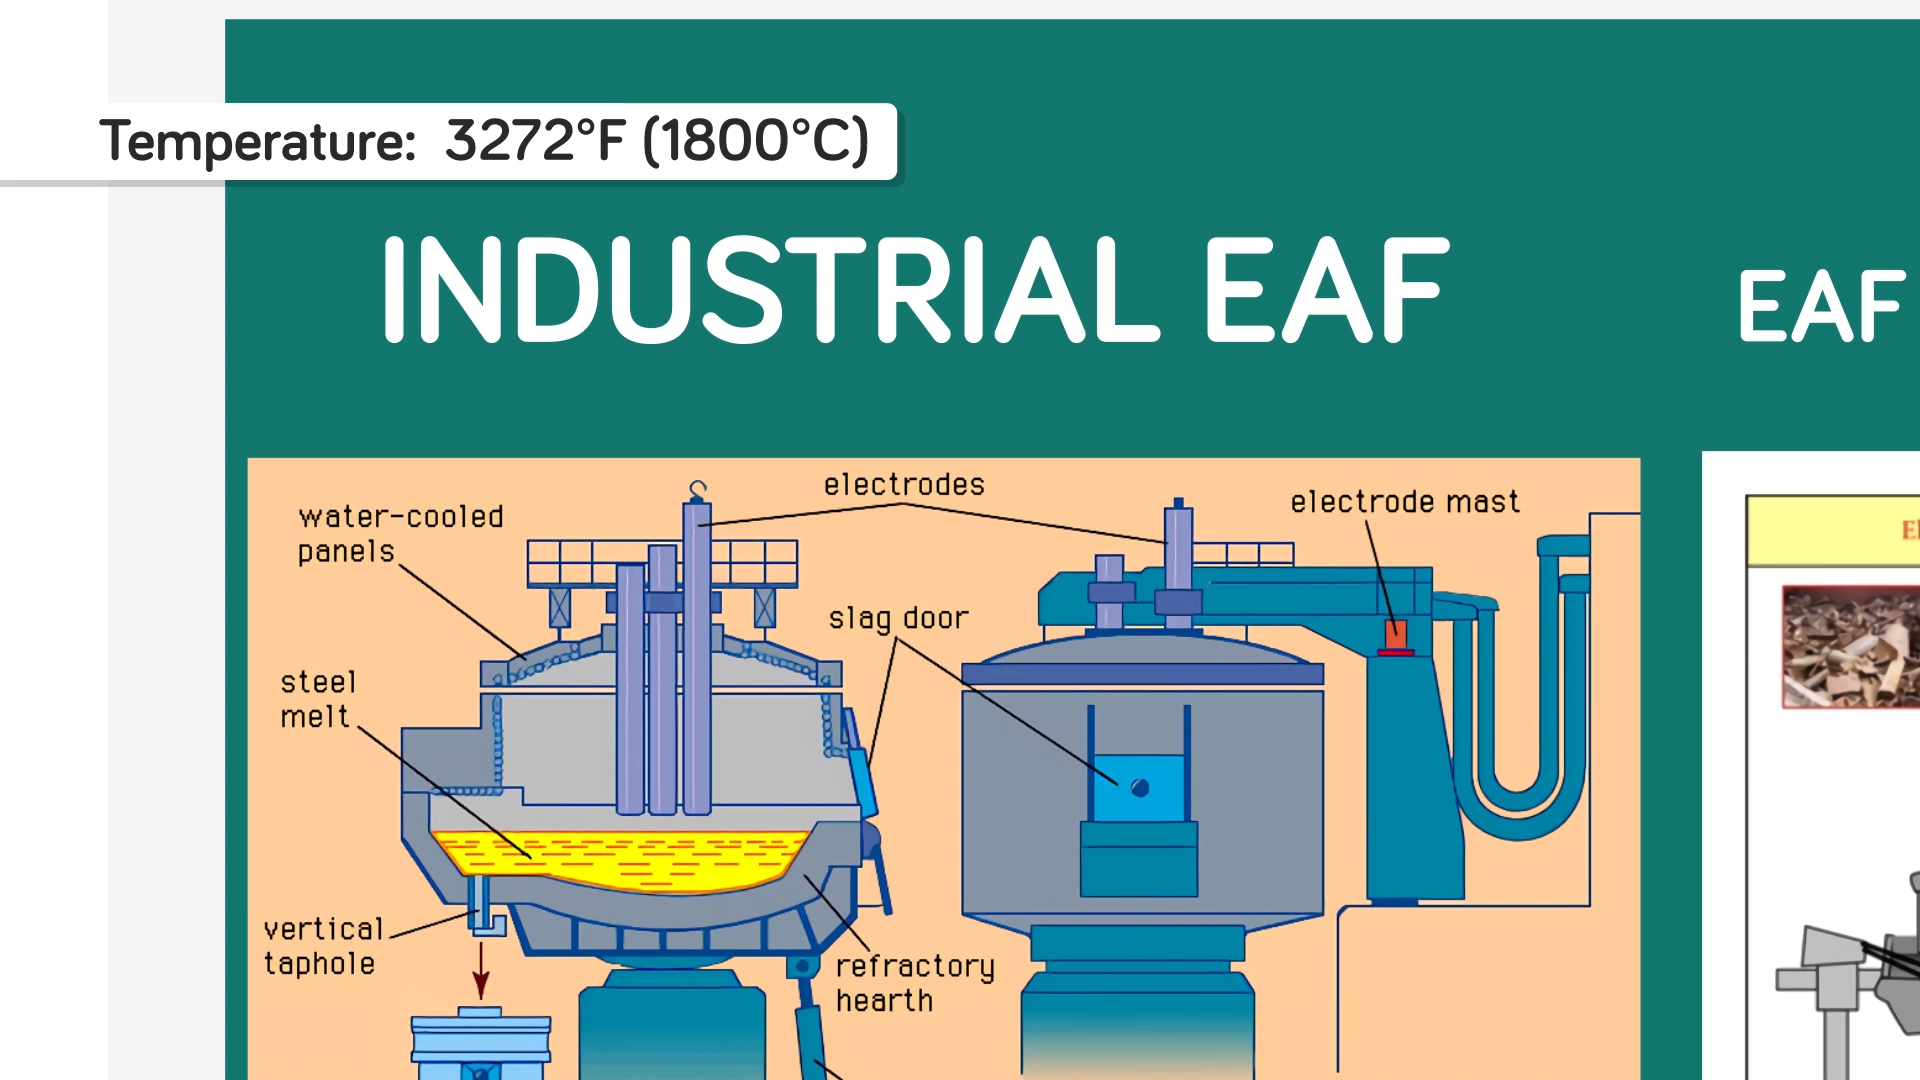 Temperature: 3272°F (1800°C)
INDUSTRIAL EAF
EAF
electrodes
electrode mast
water-cooled
panels
slag door
steel
melt
vertical
taphole
refractory
hearth